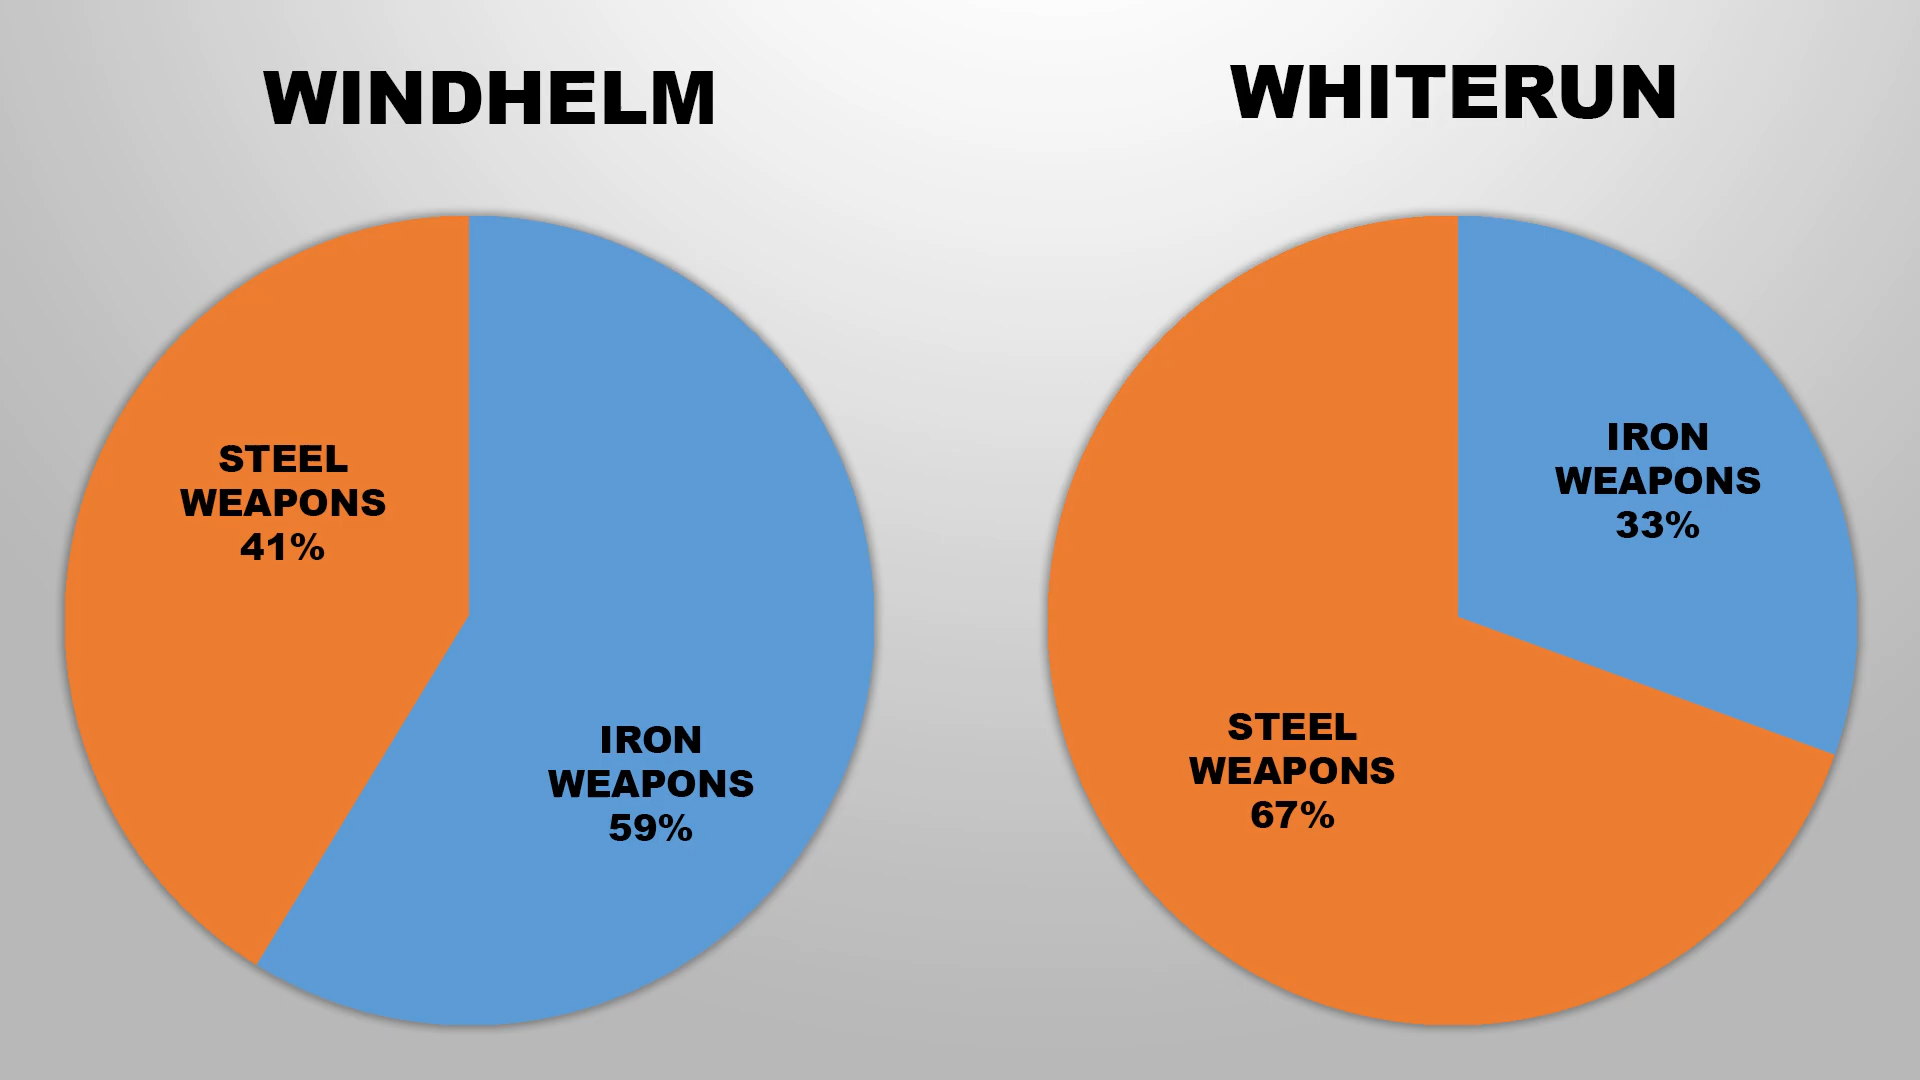 WINDHELM
STEEL
WEAPONS
41%
IRON
WEAPONS
59%
WHITERUN
IRON
WEAPONS
33%
STEEL
WEAPONS
67%